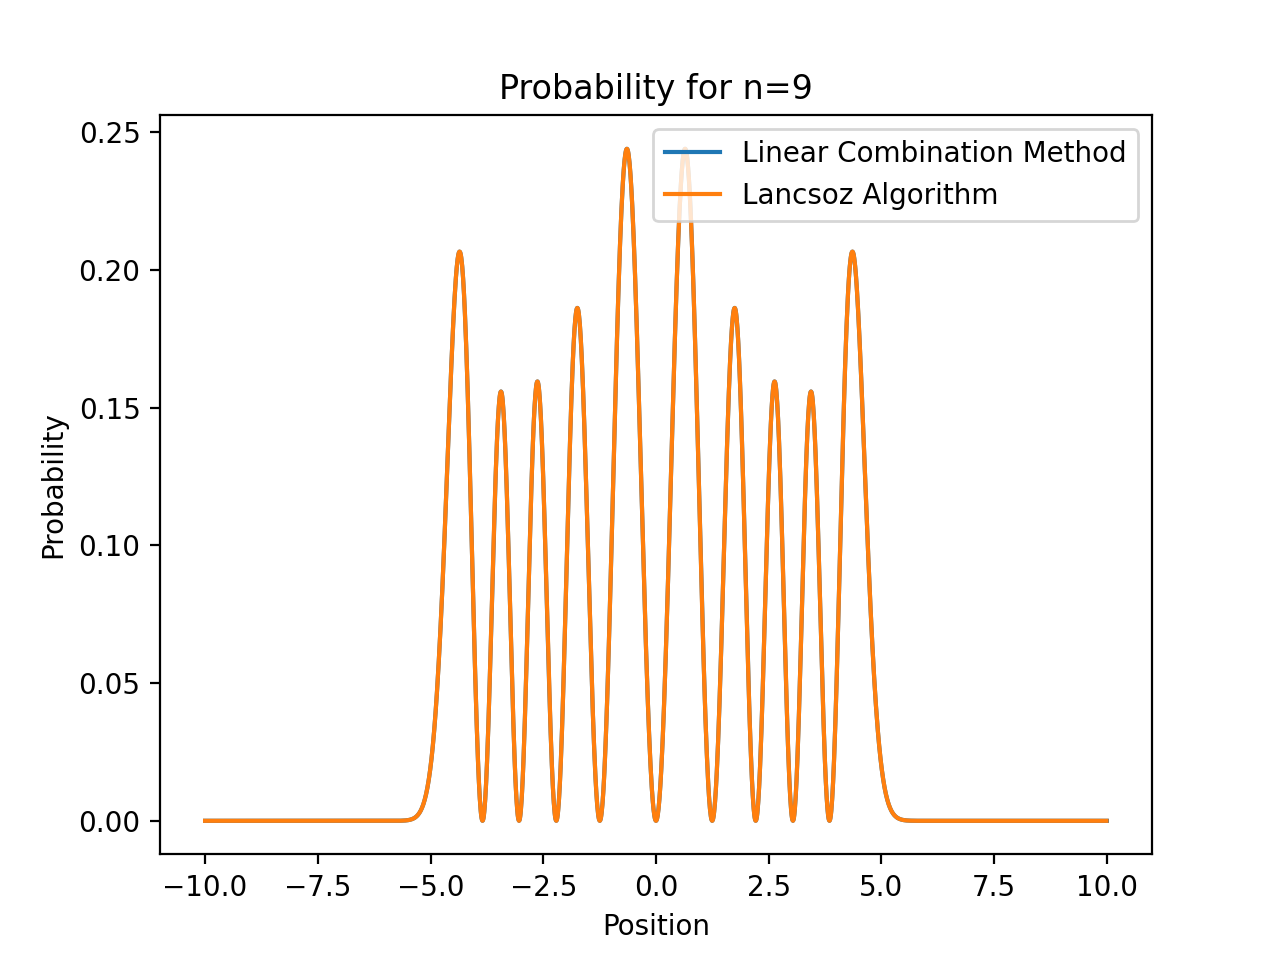 Probability for n=9
Linear Combination Method
Lancsoz Algorithm
Probability
0.25
0.20
0.15
0.10
0.05
0.00
−10.0 −7.5 −5.0 −2.5 0.0 2.5 5.0 7.5 10.0
Position